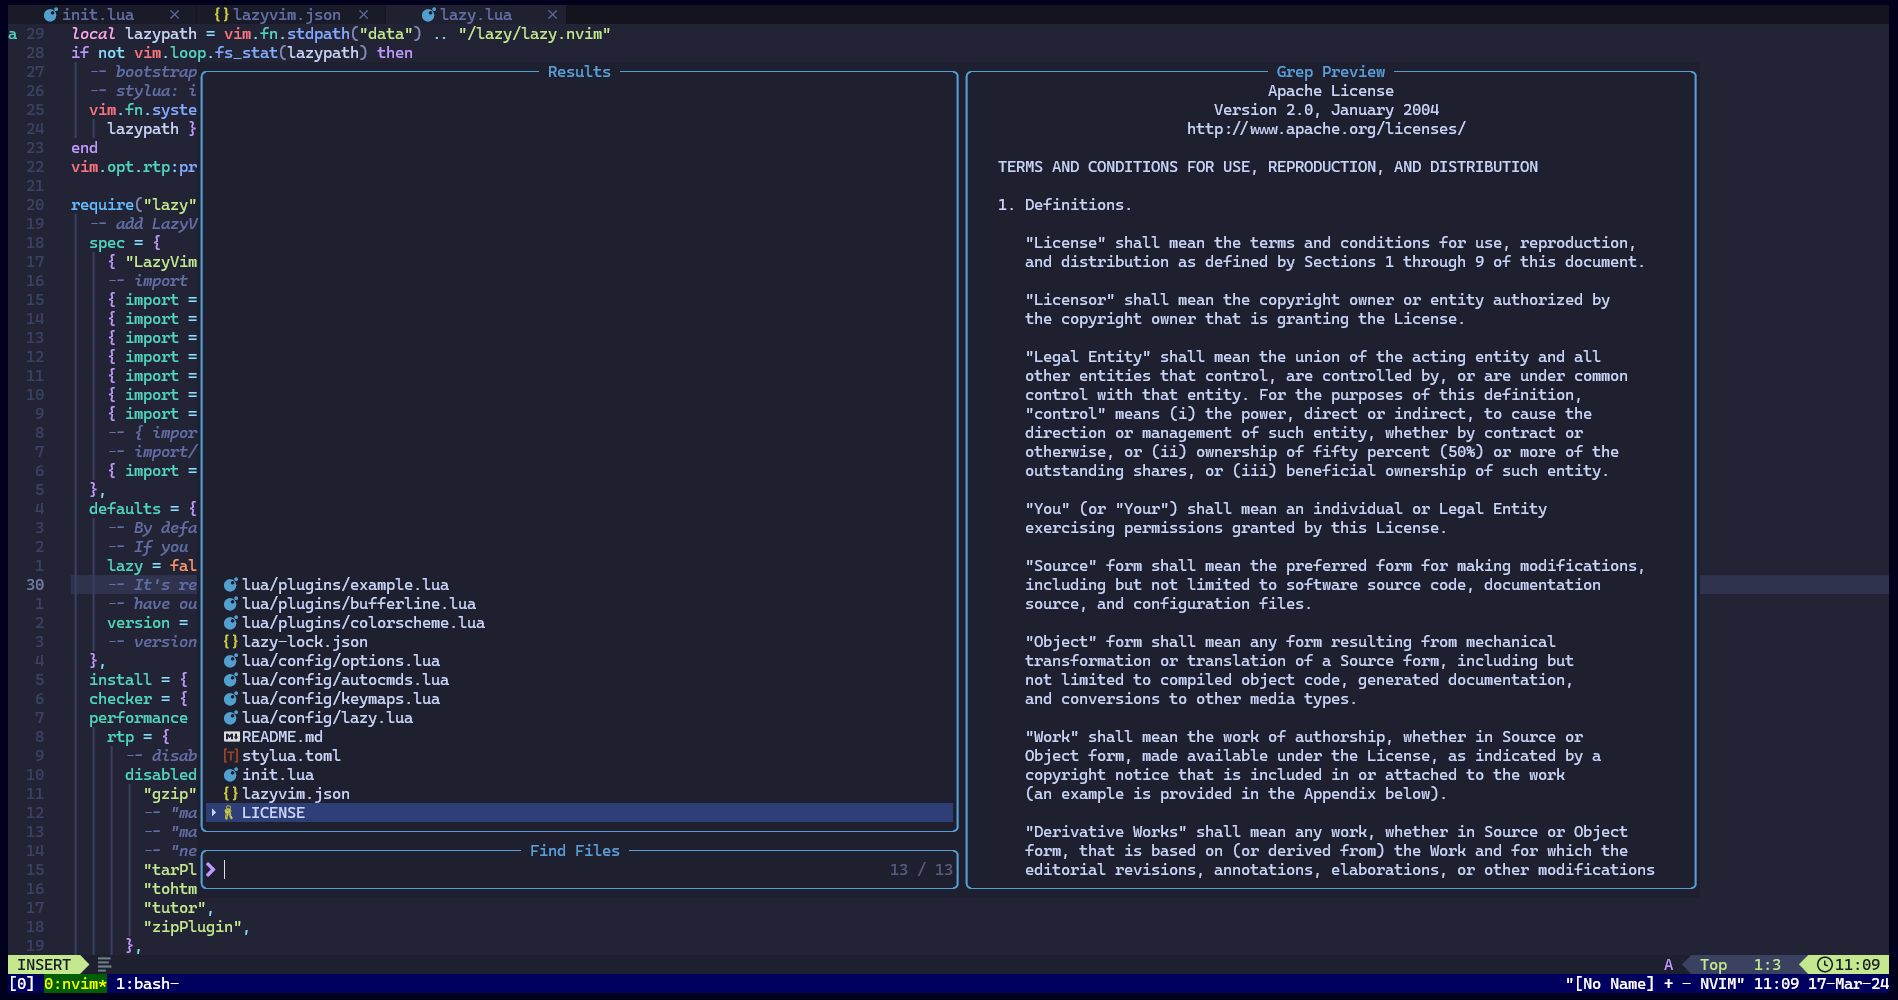 init.lua × {} lazyvim.json × lazy.lua ×
a 29 local lazypath = vim.fn.stdpath("data") .. "/lazy/lazy.nvim"
28 if not vim.loop.fs_stat(lazypath) then
27 -- bootstrap
26 -- stylua: i
25 vim.fn.syste
24 lazypath }
23 end
22 vim.opt.rtp:pr
21
20 require("lazy"
19 -- add LazyV
18 spec = {
17 { "LazyVim
16 -- import
15 { import =
14 { import =
13 { import =
12 { import =
11 { import =
10 { import =
9 { import =
8 -- { impor
7 -- import/
6 { import =
5 },
4 defaults = {
3 -- By defa
2 -- If you
1 lazy = fal
30 -- It's re
1 -- have ou
2 version =
3 -- version
4 },
5 install = {
6 checker = {
7 performance
8 rtp = {
9 -- disab
10 disabled
11 "gzip"
12 -- "ma
13 -- "ma
14 -- "ne
15 "tarPl
16 "tohtm
17 "tutor",
18 "zipPlugin",
19 },
Results
lua/plugins/example.lua
lua/plugins/bufferline.lua
lua/plugins/colorscheme.lua
{} lazy-lock.json
lua/config/options.lua
lua/config/autocmds.lua
lua/config/keymaps.lua
lua/config/lazy.lua
README.md
[T] stylua.toml
init.lua
{} lazyvim.json
LICENSE
Find Files
> 13 / 13
Grep Preview
Apache License
Version 2.0, January 2004
http://www.apache.org/licenses/
TERMS AND CONDITIONS FOR USE, REPRODUCTION, AND DISTRIBUTION
1. Definitions.
"License" shall mean the terms and conditions for use, reproduction,
and distribution as defined by Sections 1 through 9 of this document.
"Licensor" shall mean the copyright owner or entity authorized by
the copyright owner that is granting the License.
"Legal Entity" shall mean the union of the acting entity and all
other entities that control, are controlled by, or are under common
control with that entity. For the purposes of this definition,
"control" means (i) the power, direct or indirect, to cause the
direction or management of such entity, whether by contract or
otherwise, or (ii) ownership of fifty percent (50%) or more of the
outstanding shares, or (iii) beneficial ownership of such entity.
"You" (or "Your") shall mean an individual or Legal Entity
exercising permissions granted by this License.
"Source" form shall mean the preferred form for making modifications,
including but not limited to software source code, documentation
source, and configuration files.
"Object" form shall mean any form resulting from mechanical
transformation or translation of a Source form, including but
not limited to compiled object code, generated documentation,
and conversions to other media types.
"Work" shall mean the work of authorship, whether in Source or
Object form, made available under the License, as indicated by a
copyright notice that is included in or attached to the work
(an example is provided in the Appendix below).
"Derivative Works" shall mean any work, whether in Source or Object
form, that is based on (or derived from) the Work and for which the
editorial revisions, annotations, elaborations, or other modifications
INSERT A Top 1:3 11:09
[0] 0:nvim* 1:bash- "[No Name] + - NVIM" 11:09 17-Mar-24